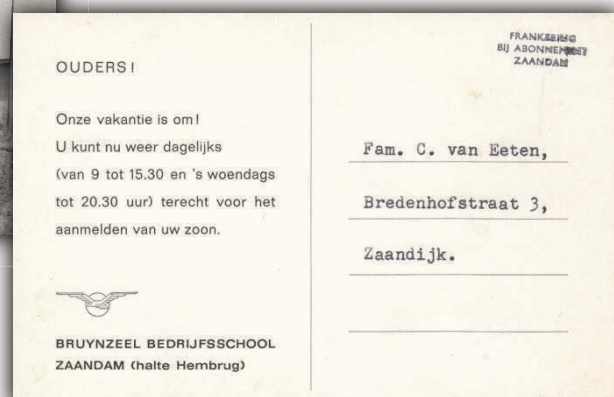 OUDERS!
Onze vakantie is om!
U kunt nu weer dagelijks
(van 9 tot 15.30 en 's woendags
tot 20.30 uur) terecht voor het
aanmelden van uw zoon.
BRUYNZEEL BEDRIJFSSCHOOL
ZAANDAM (halte Hembrug)
FRANKERING
BIJ ABONNEMENT
ZAANDAM
Fam. C. van Eeten,
Bredenhofstraat 3,
Zaandijk.